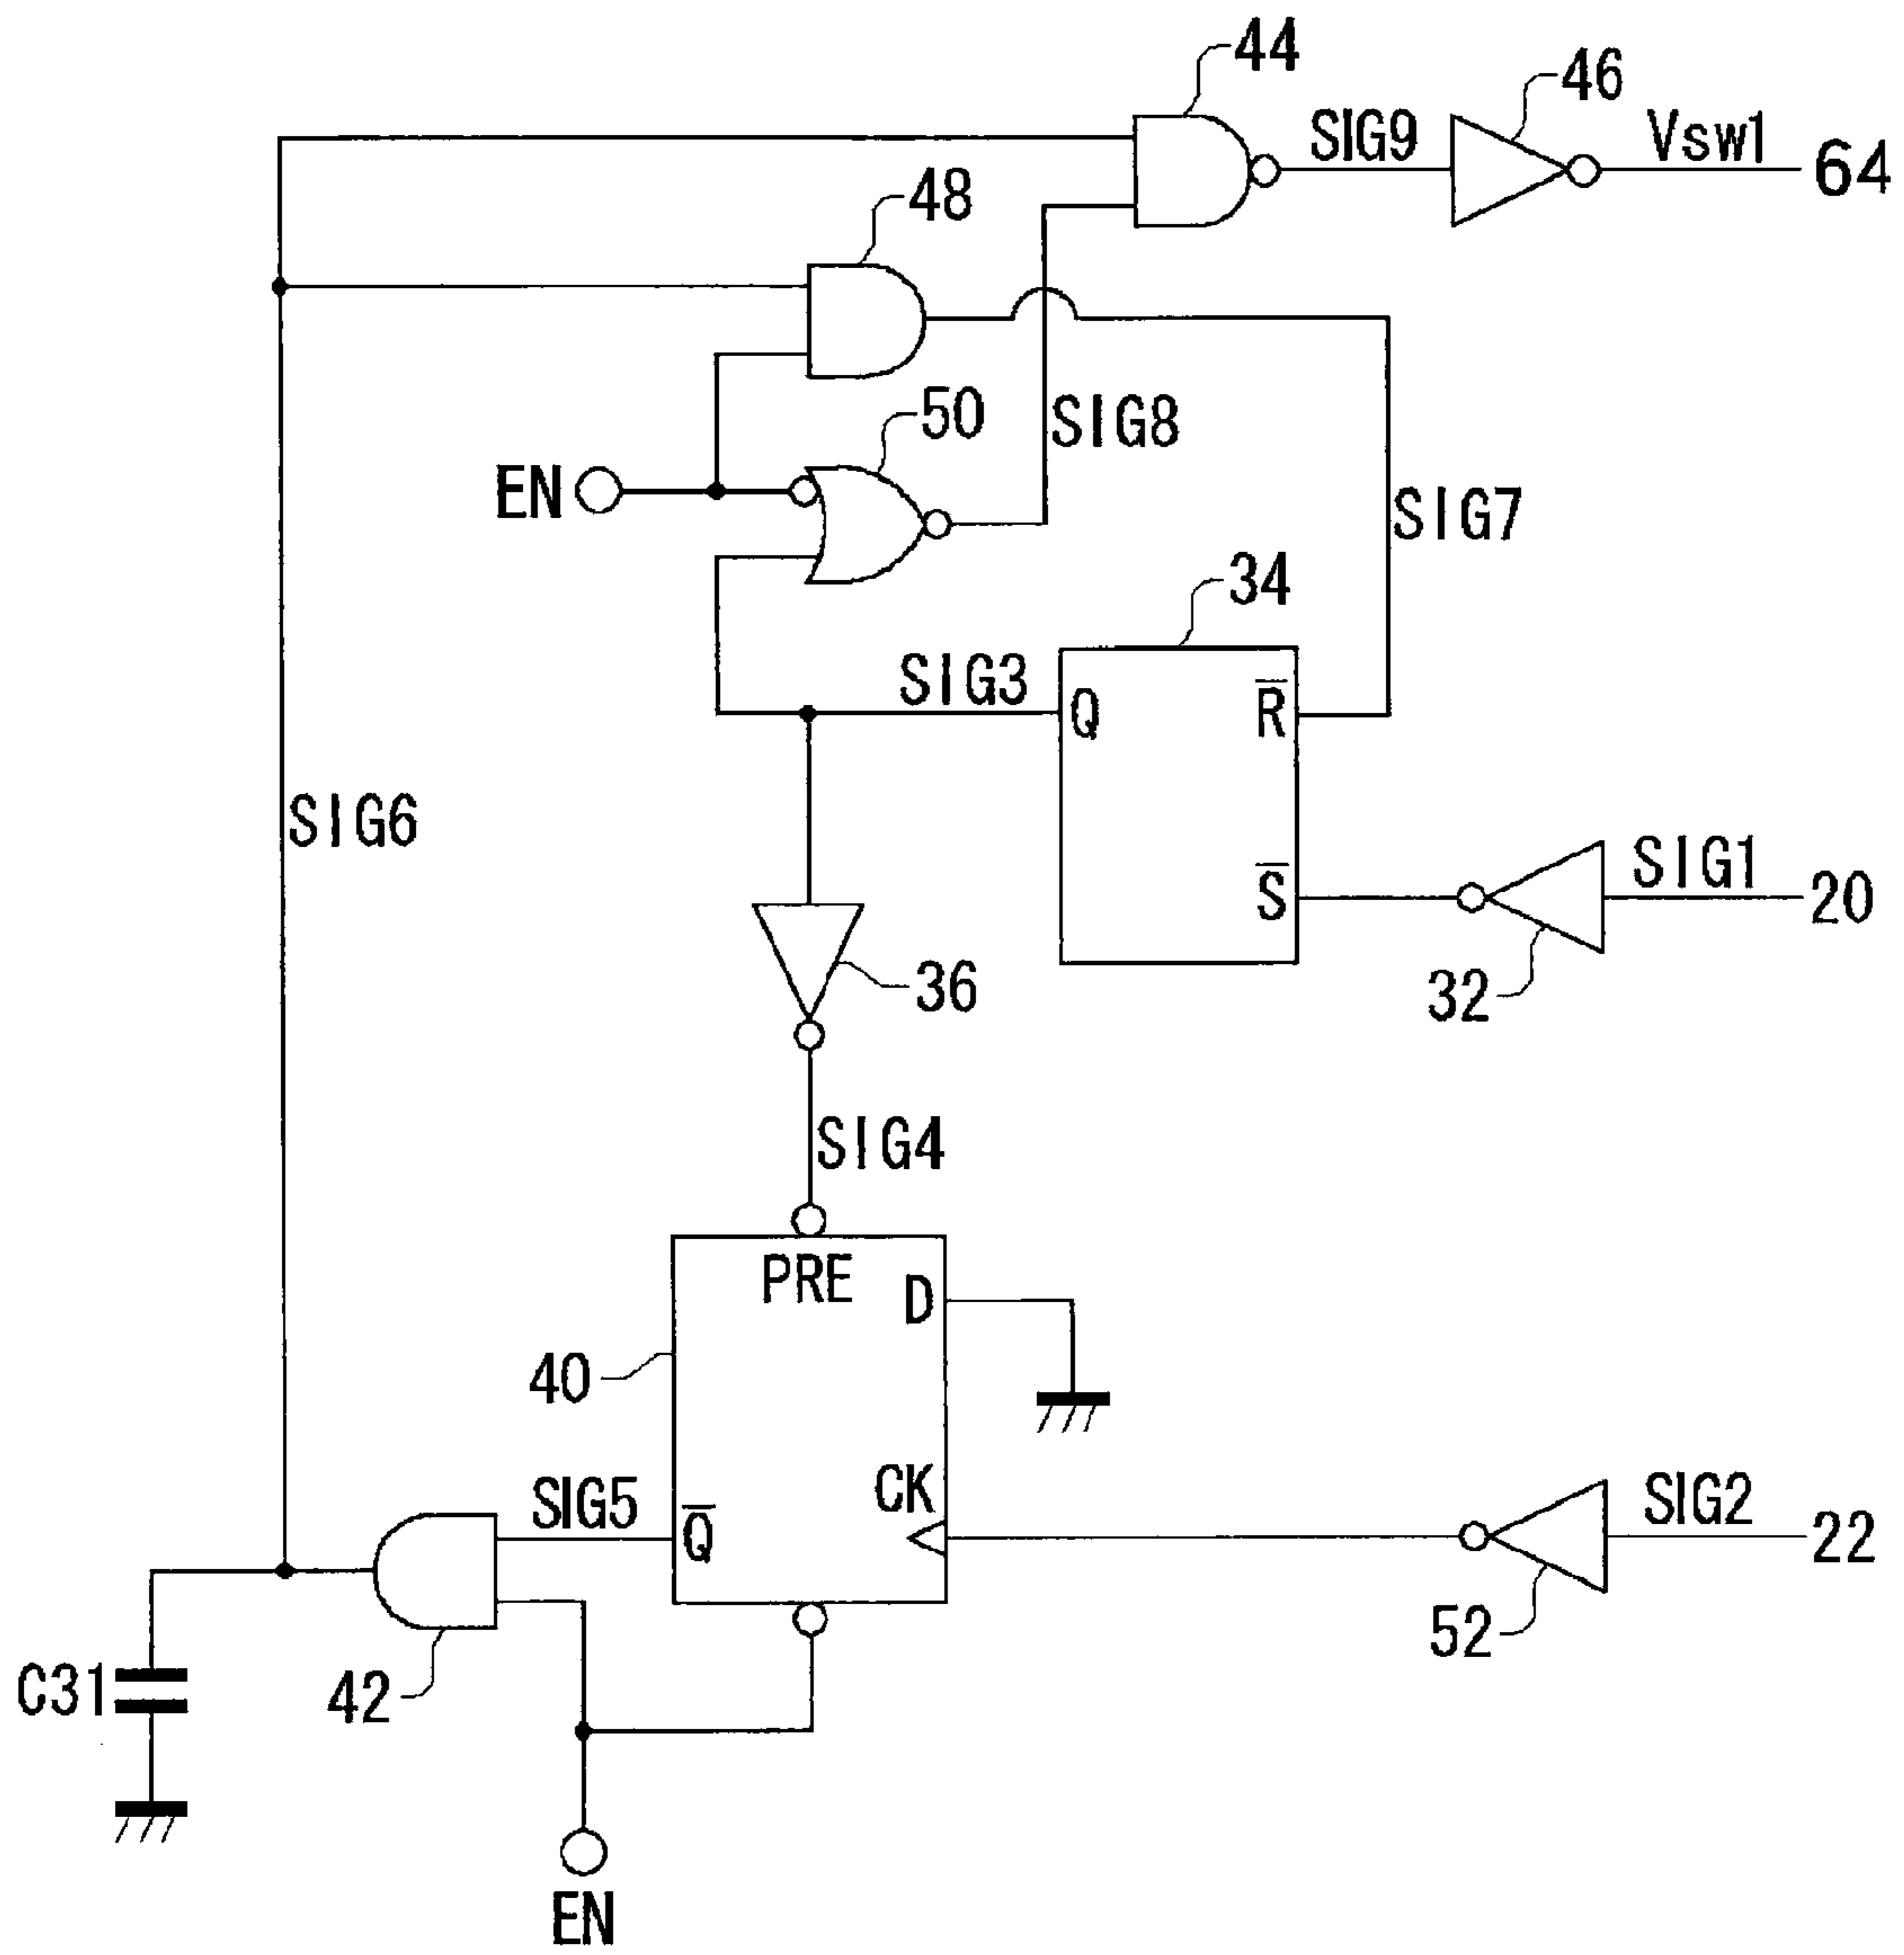 44
46
SIG9
Vsw1
64
48
50
SIG8
EN
SIG7
34
SIG3
Q
R̅
SIG6
SIG1
S̅
20
36
32
SIG4
PRE
D
40
CK
SIG5
Q̅
SIG2
22
52
C31
42
EN